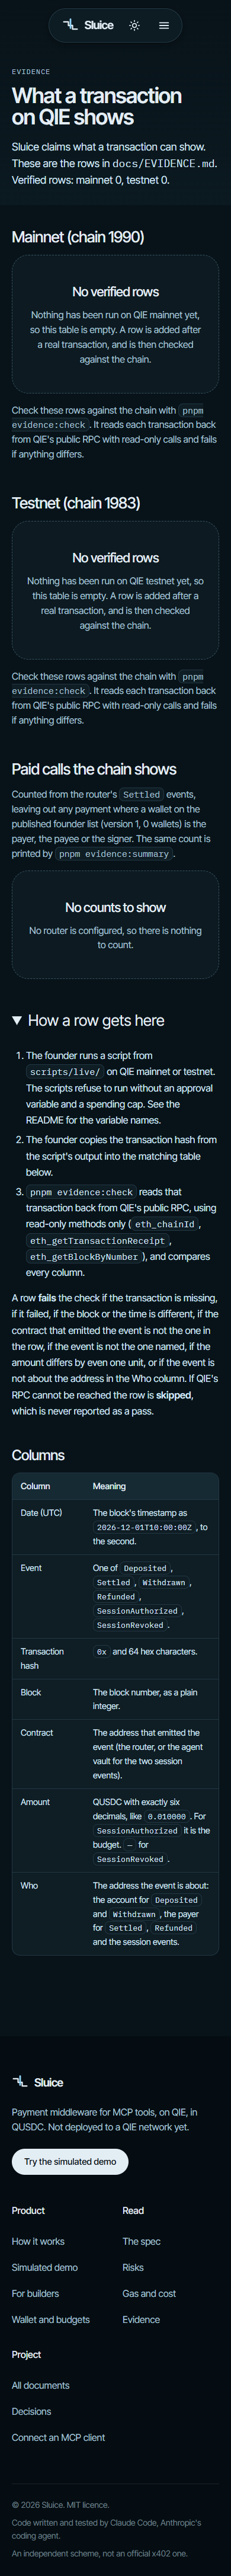 Sluice
EVIDENCE
What a transaction
on QIE shows
Sluice claims what a transaction can show.
These are the rows in docs/EVIDENCE.md.
Verified rows: mainnet 0, testnet 0.
Mainnet (chain 1990)
No verified rows
Nothing has been run on QIE mainnet yet,
so this table is empty. A row is added after
a real transaction, and is then checked
against the chain.
Check these rows against the chain with pnpm
evidence:check. It reads each transaction back
from QIE's public RPC with read-only calls and fails
if anything differs.
Testnet (chain 1983)
No verified rows
Nothing has been run on QIE testnet yet, so
this table is empty. A row is added after a
real transaction, and is then checked
against the chain.
Check these rows against the chain with pnpm
evidence:check. It reads each transaction back
from QIE's public RPC with read-only calls and fails
if anything differs.
Paid calls the chain shows
Counted from the router's Settled events,
leaving out any payment where a wallet on the
published founder list (version 1, 0 wallets) is the
payer, the payee or the signer. The same count is
printed by pnpm evidence:summary.
No counts to show
No router is configured, so there is nothing
to count.
▼ How a row gets here
1. The founder runs a script from
scripts/live/ on QIE mainnet or testnet.
The scripts refuse to run without an approval
variable and a spending cap. See the
README for the variable names.
2. The founder copies the transaction hash from
the script's output into the matching table
below.
3. pnpm evidence:check reads that
transaction back from QIE's public RPC, using
read-only methods only (eth_chainId,
eth_getTransactionReceipt,
eth_getBlockByNumber), and compares
every column.
A row fails the check if the transaction is missing,
if it failed, if the block or the time is different, if the
contract that emitted the event is not the one in
the row, if the event is not the one named, if the
amount differs by even one unit, or if the event is
not about the address in the Who column. If QIE's
RPC cannot be reached the row is skipped,
which is never reported as a pass.
Columns
Column Meaning
Date (UTC) The block's timestamp as
2026-12-01T10:00:00Z, to
the second.
Event One of Deposited,
Settled, Withdrawn,
Refunded,
SessionAuthorized,
SessionRevoked.
Transaction 0x and 64 hex characters.
hash
Block The block number, as a plain
integer.
Contract The address that emitted the
event (the router, or the agent
vault for the two session
events).
Amount QUSDC with exactly six
decimals, like 0.010000. For
SessionAuthorized it is the
budget. — for
SessionRevoked.
Who The address the event is about:
the account for Deposited
and Withdrawn, the payer
for Settled, Refunded
and the session events.
Sluice
Payment middleware for MCP tools, on QIE, in
QUSDC. Not deployed to a QIE network yet.
Try the simulated demo
Product Read
How it works The spec
Simulated demo Risks
For builders Gas and cost
Wallet and budgets Evidence
Project
All documents
Decisions
Connect an MCP client
© 2026 Sluice. MIT licence.
Code written and tested by Claude Code, Anthropic's
coding agent.
An independent scheme, not an official x402 one.